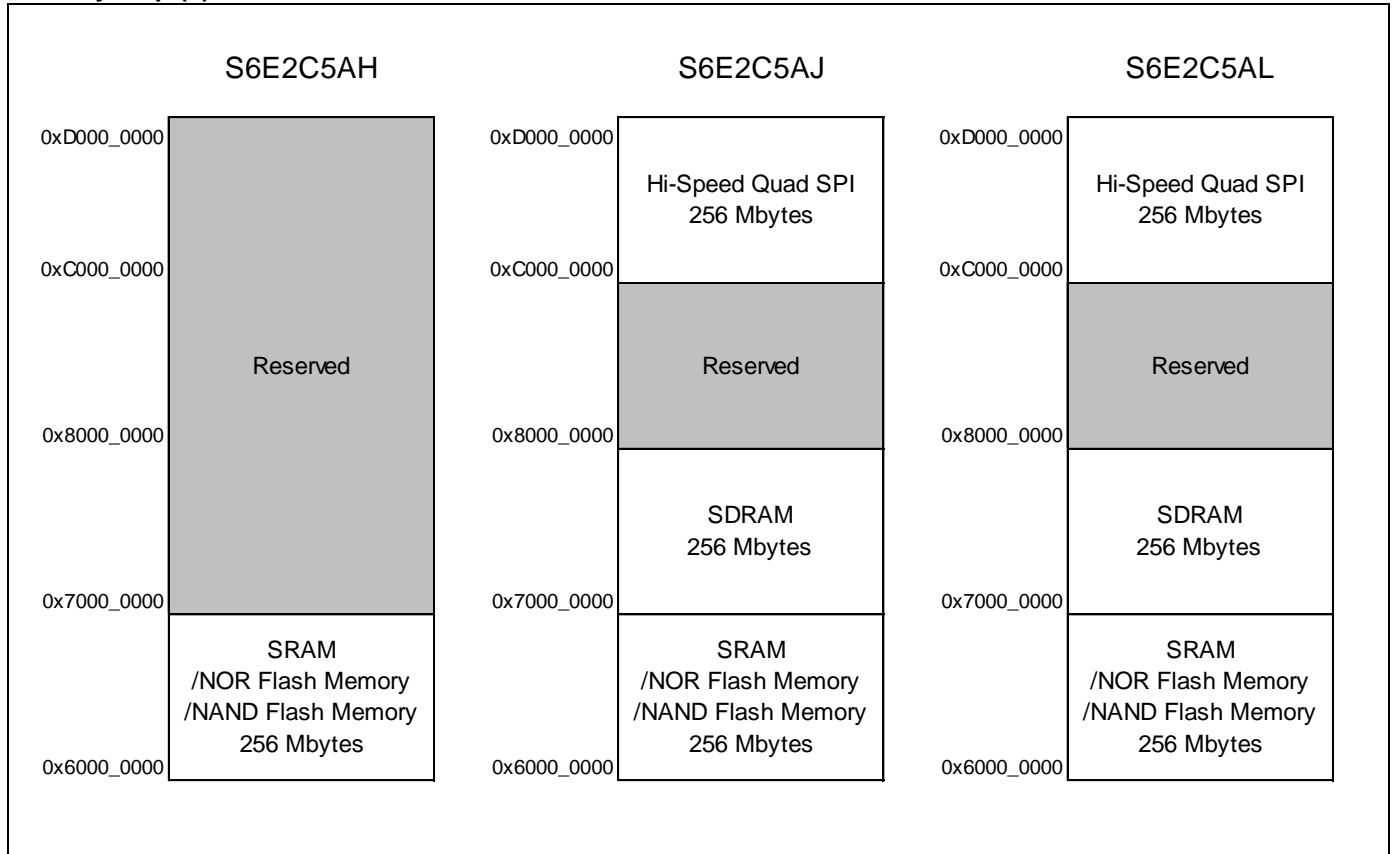 S6E2C5AH
0xD000_0000
0xC000_0000
Reserved
0x8000_0000
0x7000_0000
SRAM
/NOR Flash Memory
/NAND Flash Memory
256 Mbytes
0x6000_0000
S6E2C5AJ
0xD000_0000
Hi-Speed Quad SPI
256 Mbytes
0xC000_0000
Reserved
0x8000_0000
SDRAM
256 Mbytes
0x7000_0000
SRAM
/NOR Flash Memory
/NAND Flash Memory
256 Mbytes
0x6000_0000
S6E2C5AL
0xD000_0000
Hi-Speed Quad SPI
256 Mbytes
0xC000_0000
Reserved
0x8000_0000
SDRAM
256 Mbytes
0x7000_0000
SRAM
/NOR Flash Memory
/NAND Flash Memory
256 Mbytes
0x6000_0000